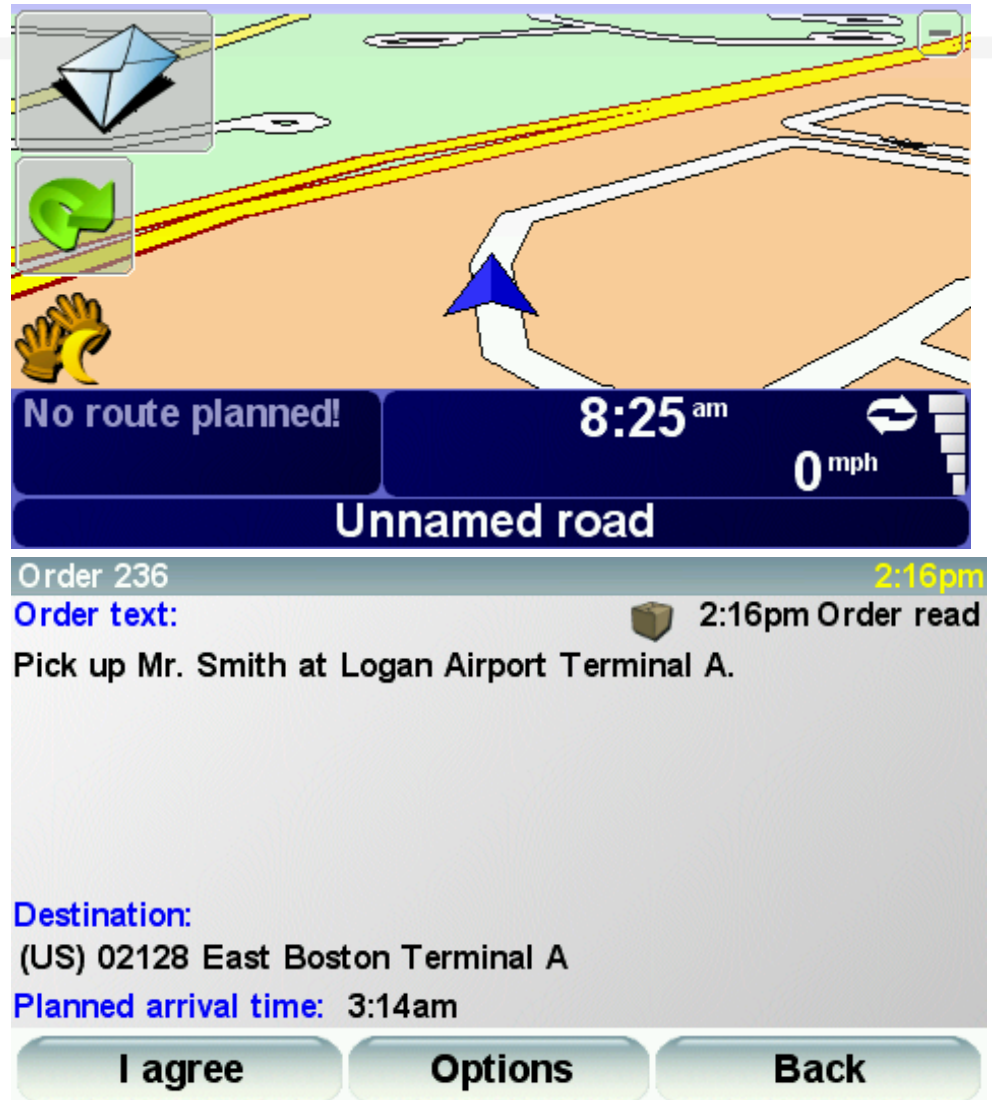 No route planned!
8:25 am
0 mph
Unnamed road
Order 236 2:16pm
Order text: 2:16pm Order read
Pick up Mr. Smith at Logan Airport Terminal A.
Destination:
(US) 02128 East Boston Terminal A
Planned arrival time: 3:14am
I agree Options Back